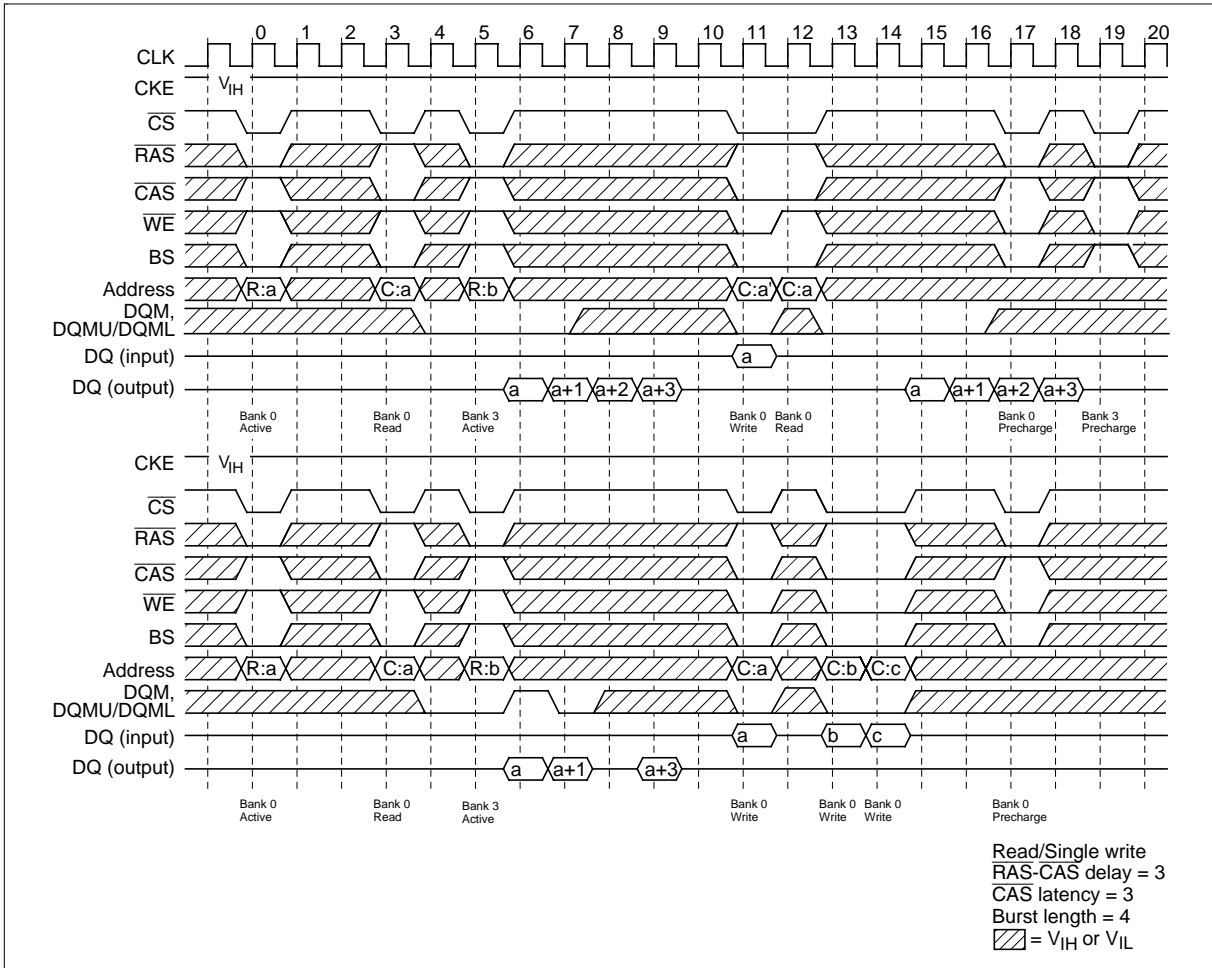 0 1 2 3 4 5 6 7 8 9 10 11 12 13 14 15 16 17 18 19 20
CLK
CKE VIH
CS
RAS
CAS
WE
BS
Address R:a C:a R:b C:a' C:a
DQM,
DQMU/DQML
DQ (input) a
DQ (output) a a+1 a+2 a+3 a a+1 a+2 a+3
Bank 0 Bank 0 Bank 3 Bank 0 Bank 0 Bank 0 Bank 3
Active Read Active Write Read Precharge Precharge
CKE VIH
CS
RAS
CAS
WE
BS
Address R:a C:a R:b C:a C:b C:c
DQM,
DQMU/DQML
DQ (input) a b c
DQ (output) a a+1 a+3
Bank 0 Bank 0 Bank 3 Bank 0 Bank 0 Bank 0 Bank 0
Active Read Active Write Write Write Precharge
Read/Single write
RAS-CAS delay = 3
CAS latency = 3
Burst length = 4
= VIH or VIL